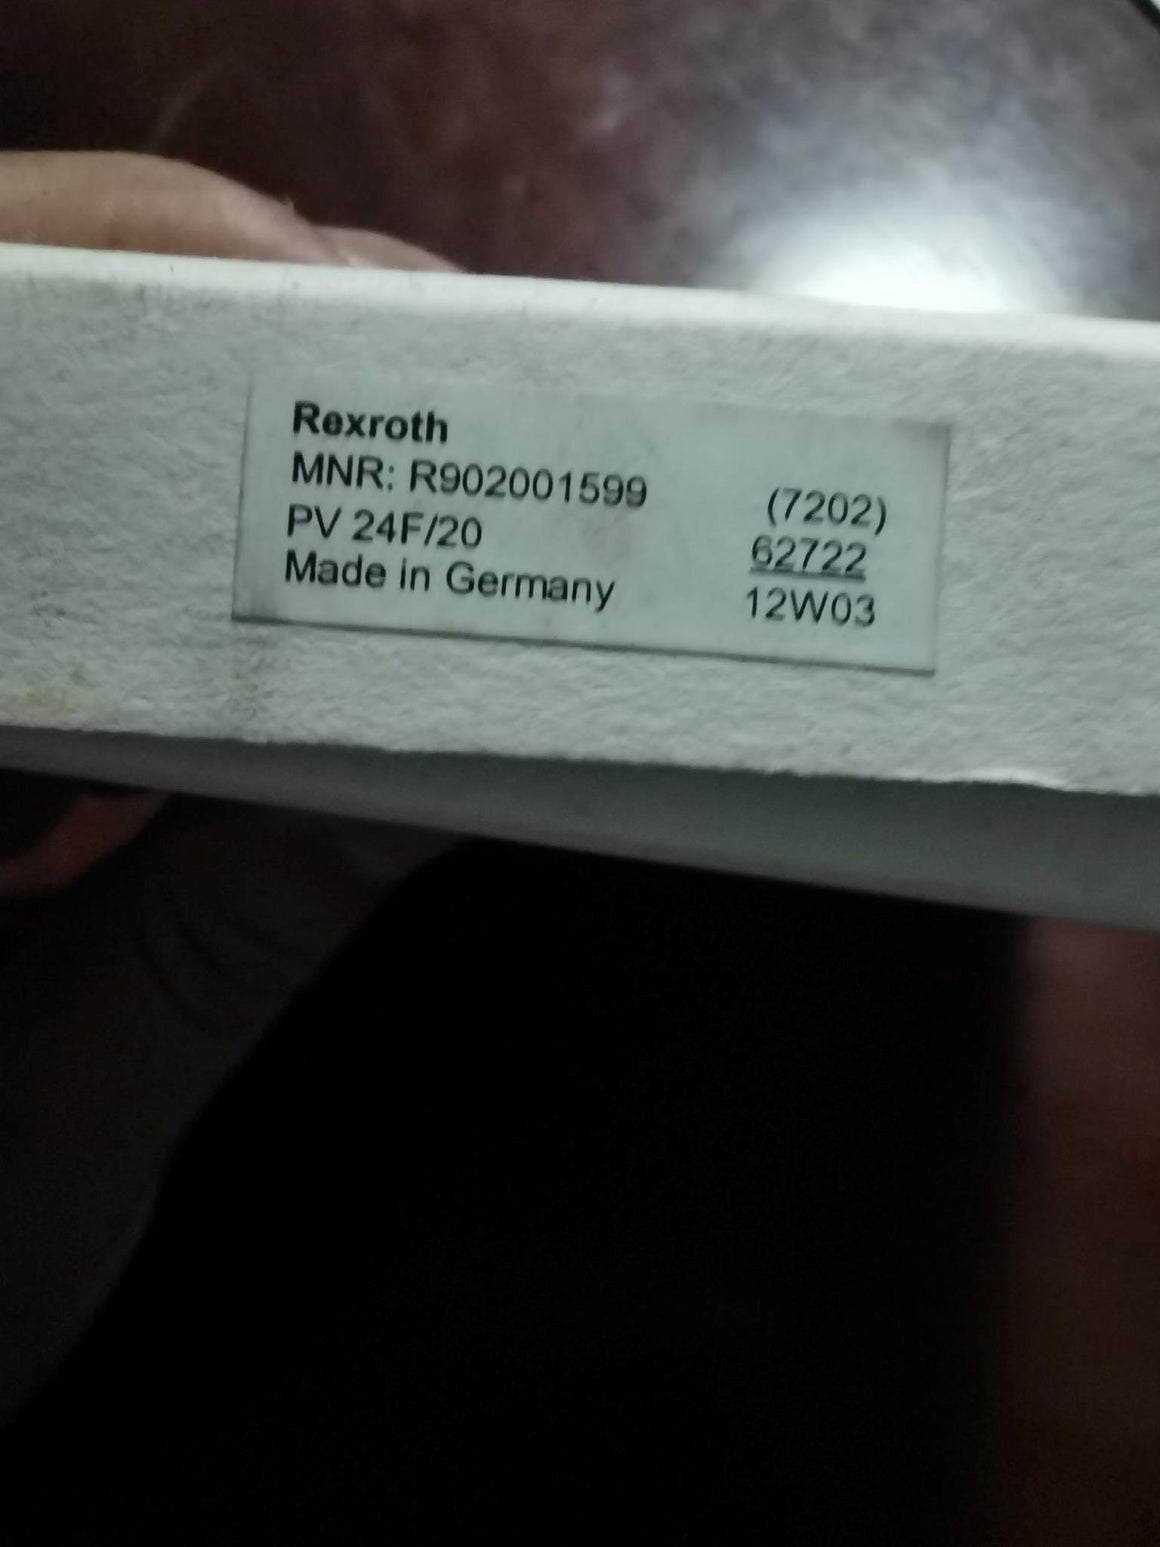 Rexroth
MNR: R902001599 (7202)
PV 24F/20 62722
Made in Germany 12W03